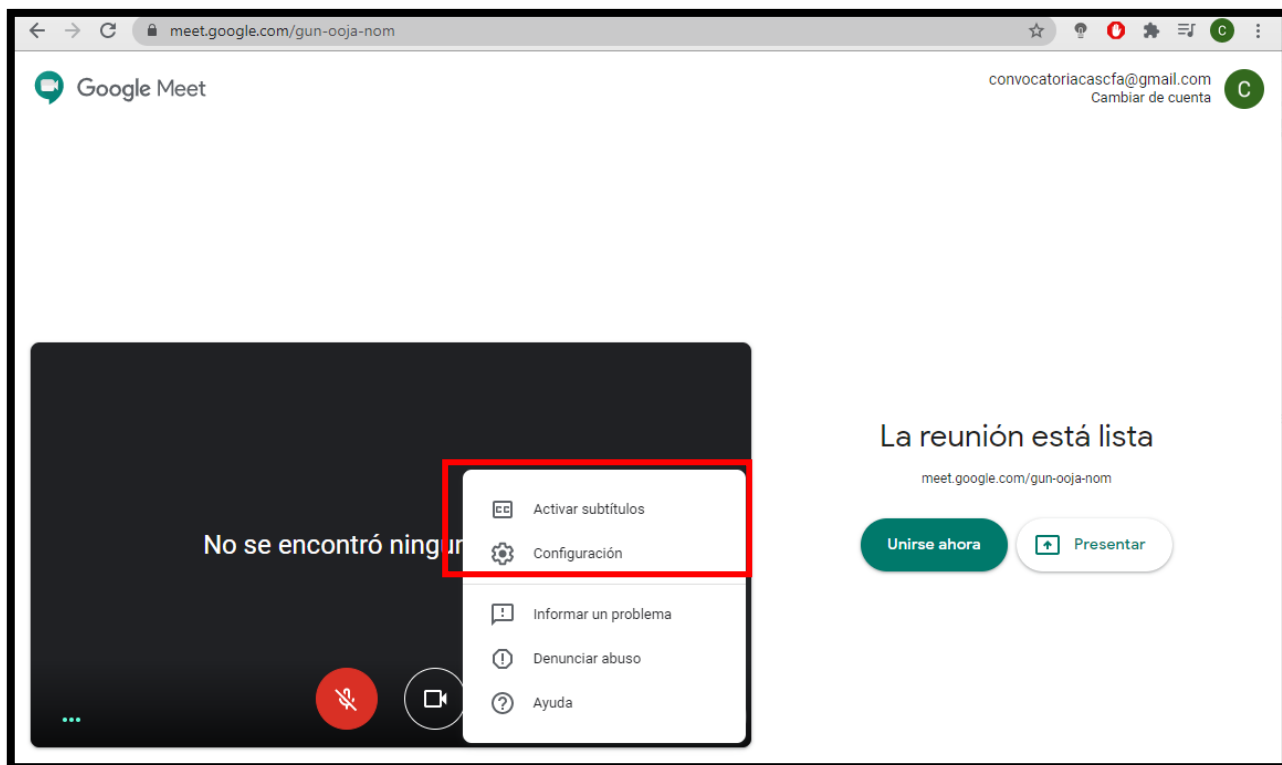 meet.google.com/gun-ooja-nom
C
Google Meet
convocatoriacascfa@gmail.com
Cambiar de cuenta
C
La reunión está lista
meet.google.com/gun-ooja-nom
Unirse ahora
Presentar
No se encontró ningun
CC
Activar subtítulos
Configuración
Informar un problema
Denunciar abuso
Ayuda